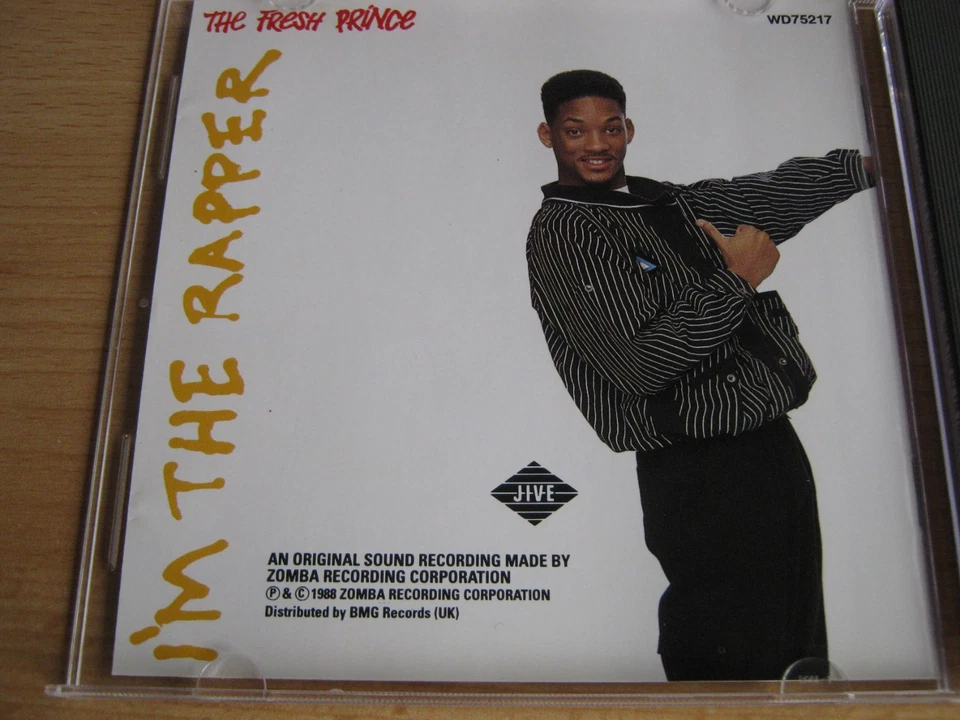 THE FRESH PRINCE
WD75217
I'M THE RAPPER
J·I·V·E
AN ORIGINAL SOUND RECORDING MADE BY
ZOMBA RECORDING CORPORATION
Ⓟ & © 1988 ZOMBA RECORDING CORPORATION
Distributed by BMG Records (UK)